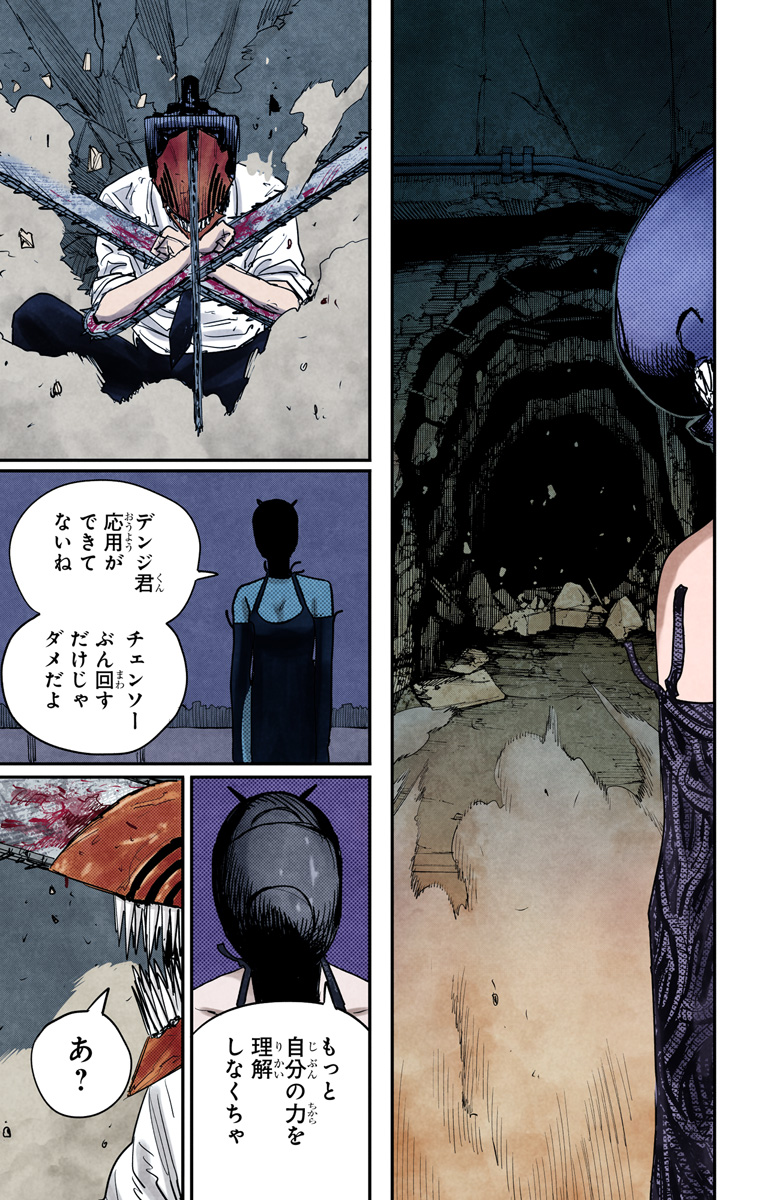 デンジ君
応用が
できて
ないね
チェンソー
ぶん回す
だけじゃ
ダメだよ
もっと
自分の力を
理解
しなくちゃ
あ?